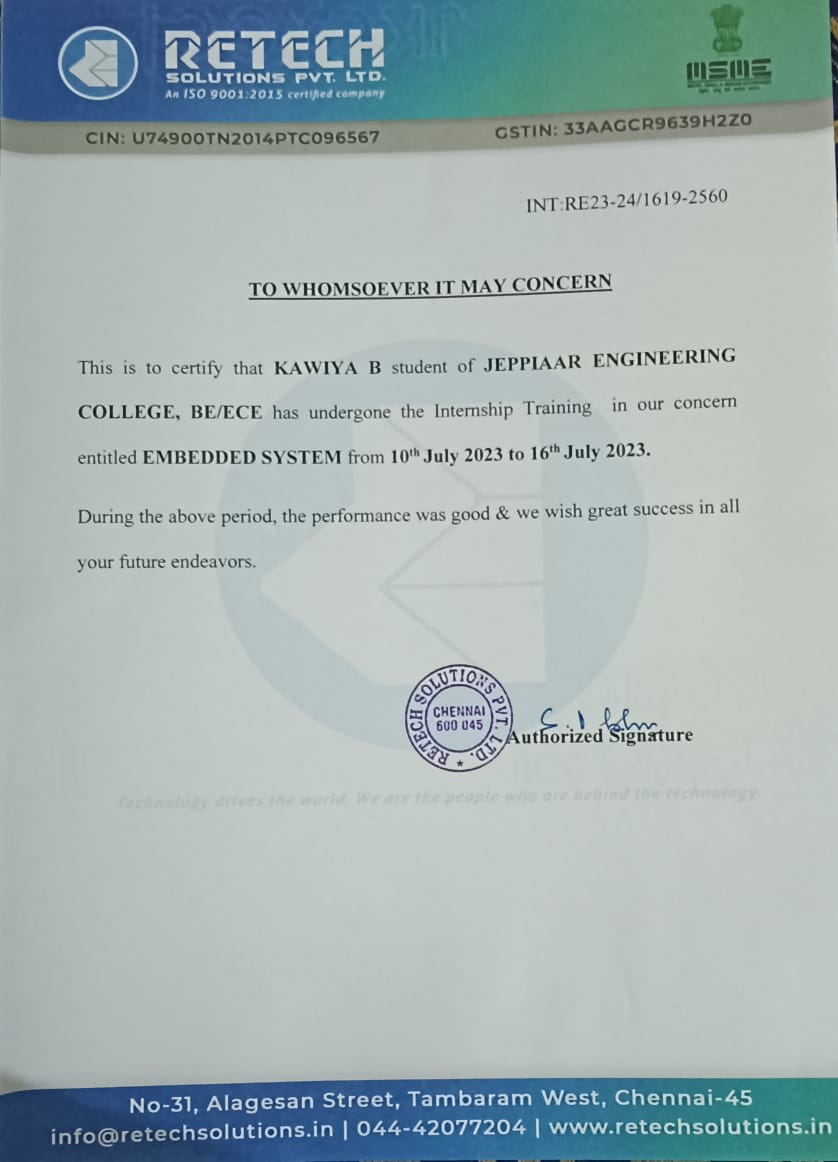 RETECH
SOLUTIONS PVT. LTD.
An ISO 9001:2015 certified company
MSME
CIN: U74900TN2014PTC096567
GSTIN: 33AAGCR9639H2Z0
INT:RE23-24/1619-2560
TO WHOMSOEVER IT MAY CONCERN
This is to certify that KAWIYA B student of JEPPIAAR ENGINEERING
COLLEGE, BE/ECE has undergone the Internship Training in our concern
entitled EMBEDDED SYSTEM from 10th July 2023 to 16th July 2023.
During the above period, the performance was good & we wish great success in all
your future endeavors.
RETECH SOLUTIONS PVT. LTD.
CHENNAI
600 045
Authorized Signature
Technology drives the world. We are the people who are behind the technology.
No-31, Alagesan Street, Tambaram West, Chennai-45
info@retechsolutions.in | 044-42077204 | www.retechsolutions.in